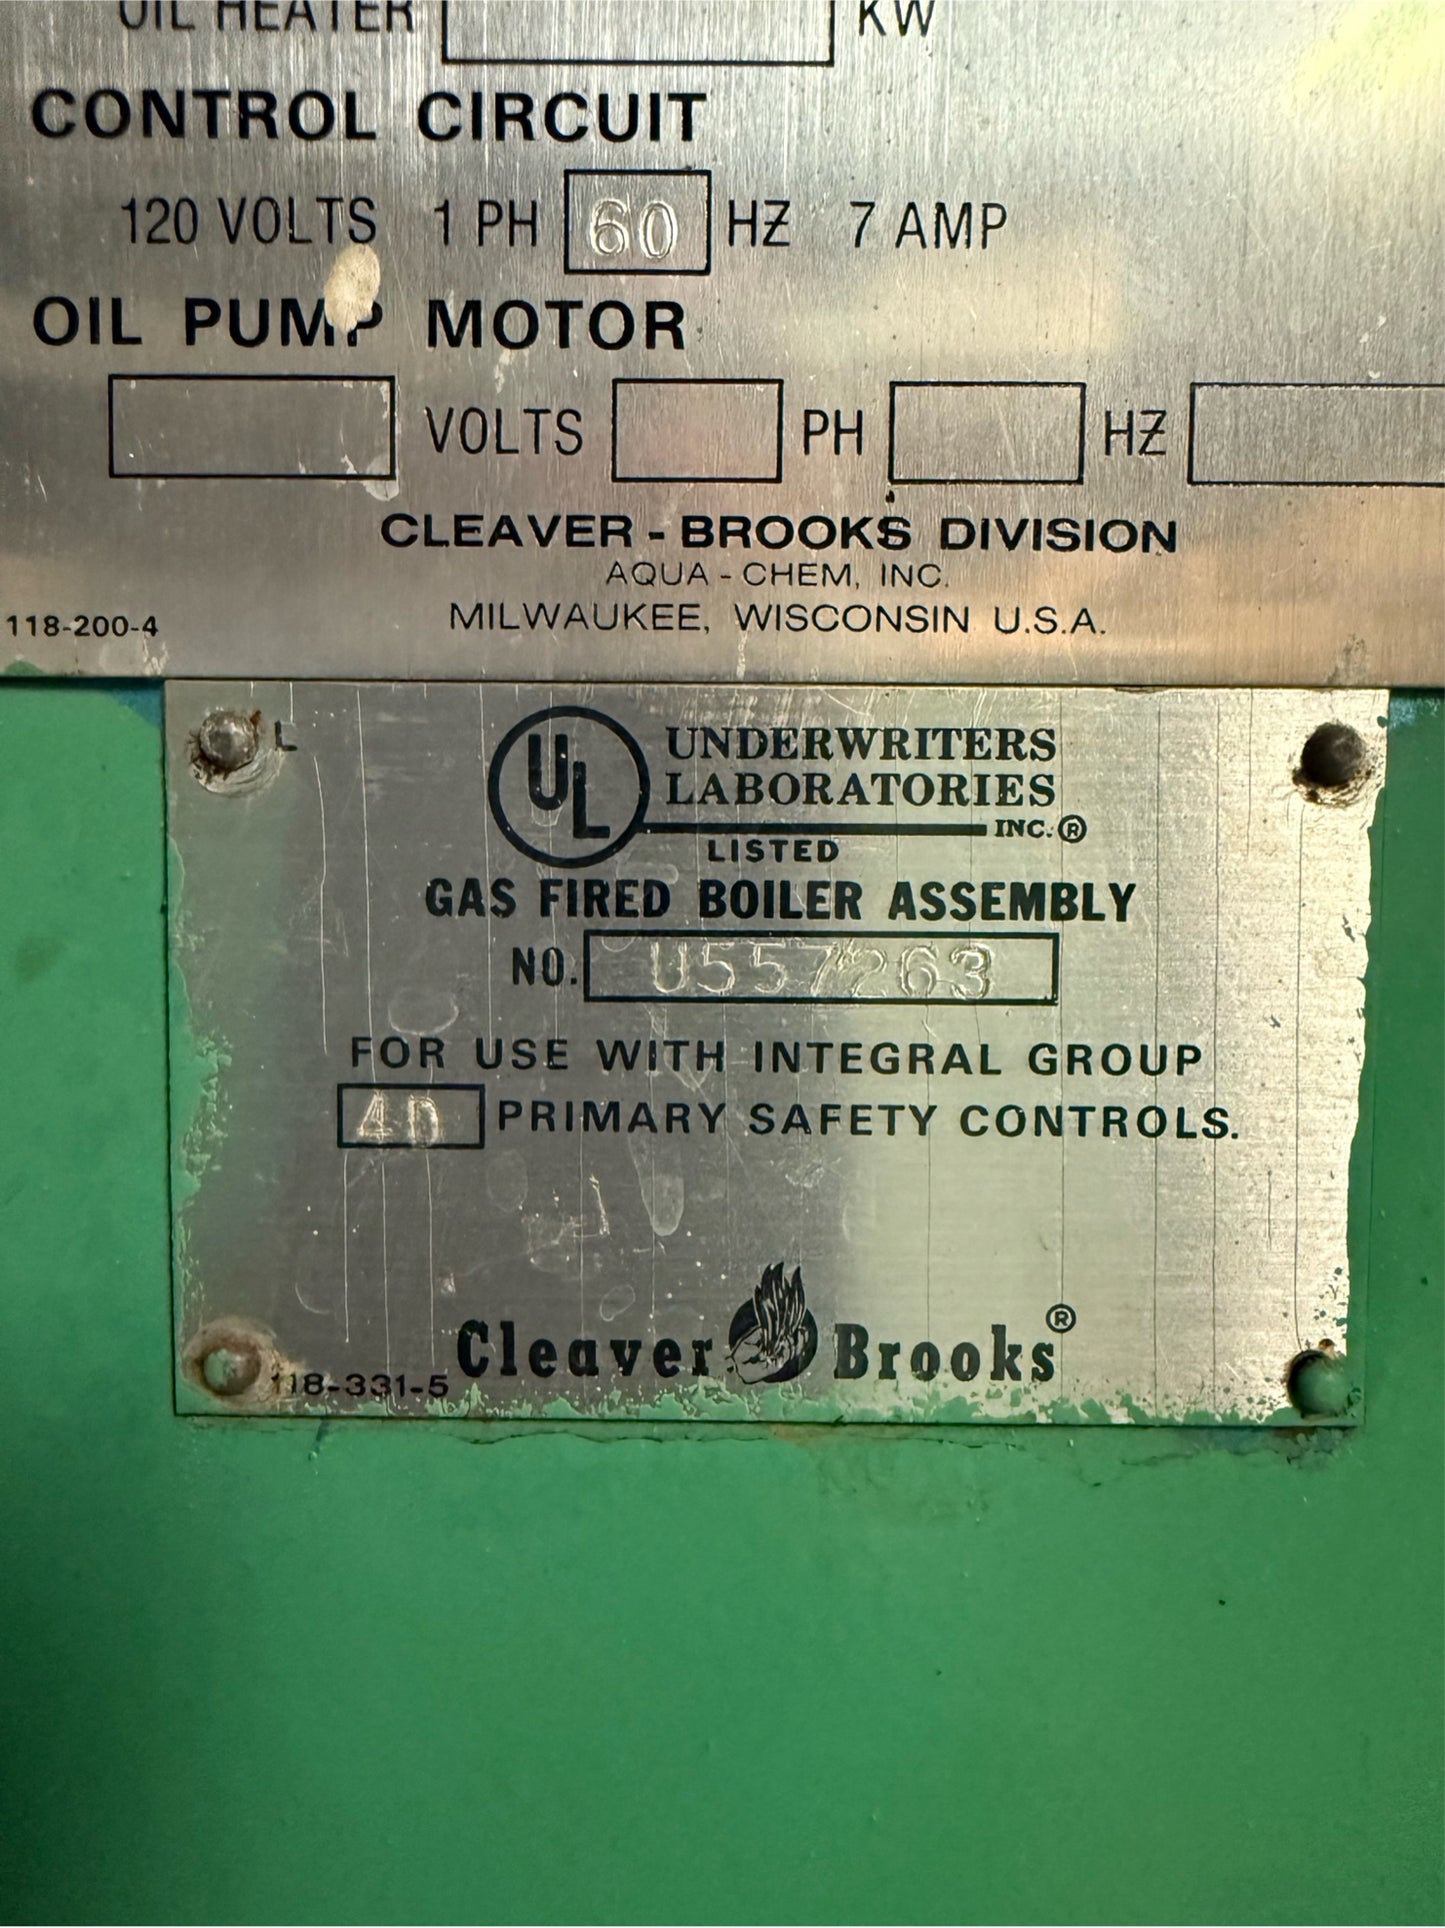 OIL HEATER KW
CONTROL CIRCUIT
120 VOLTS 1 PH 60 HZ 7 AMP
OIL PUMP MOTOR
VOLTS PH HZ
CLEAVER - BROOKS DIVISION
AQUA - CHEM, INC.
118-200-4 MILWAUKEE, WISCONSIN U.S.A.
L
UL UNDERWRITERS
LABORATORIES
INC.®
LISTED
GAS FIRED BOILER ASSEMBLY
NO. U557263
FOR USE WITH INTEGRAL GROUP
4D PRIMARY SAFETY CONTROLS.
Cleaver Brooks®
118-331-5